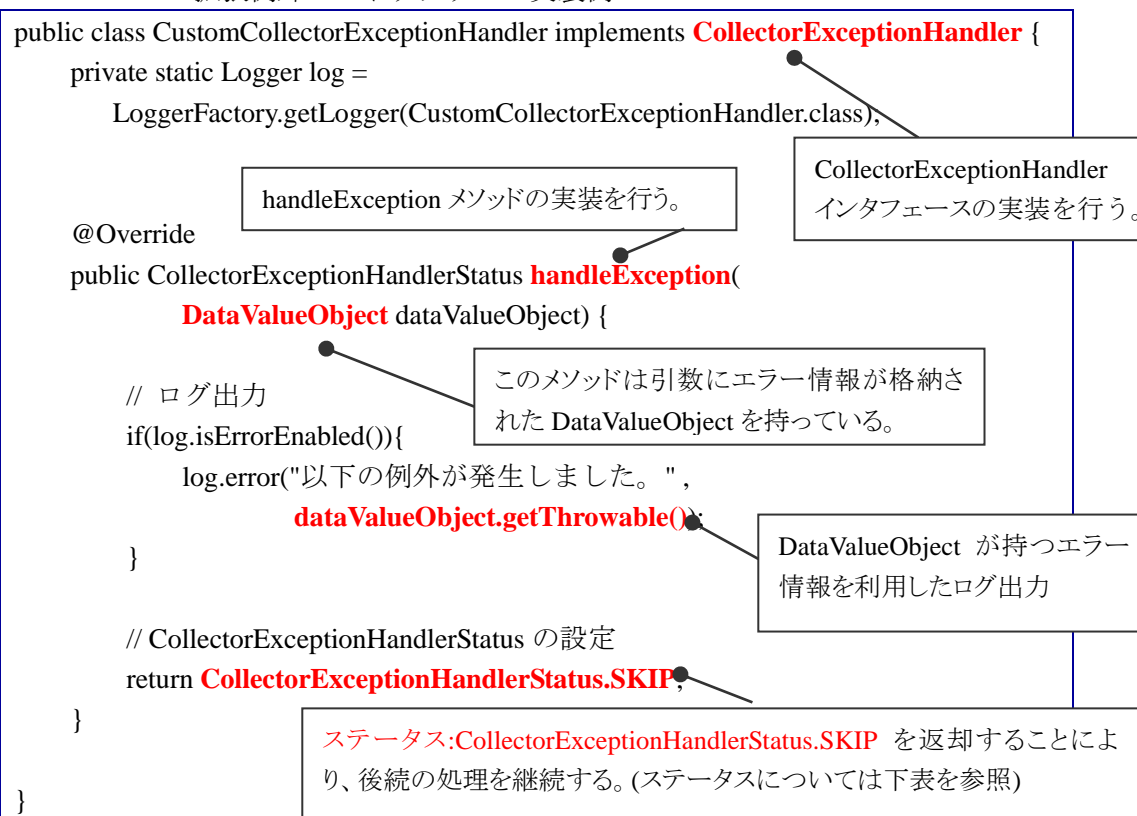 public class CustomCollectorExceptionHandler implements CollectorExceptionHandler {
private static Logger log =
LoggerFactory.getLogger(CustomCollectorExceptionHandler.class);
CollectorExceptionHandler
インタフェースの実装を行う。
handleException メソッドの実装を行う。
@Override
public CollectorExceptionHandlerStatus handleException(
DataValueObject dataValueObject) {
このメソッドは引数にエラー情報が格納さ
れた DataValueObject を持っている。
// ログ出力
if(log.isErrorEnabled()){
log.error("以下の例外が発生しました。",
dataValueObject.getThrowable());
DataValueObject が持つエラー
情報を利用したログ出力
}
// CollectorExceptionHandlerStatus の設定
return CollectorExceptionHandlerStatus.SKIP;
}
ステータス:CollectorExceptionHandlerStatus.SKIP を返却することによ
り、後続の処理を継続する。(ステータスについては下表を参照)
}